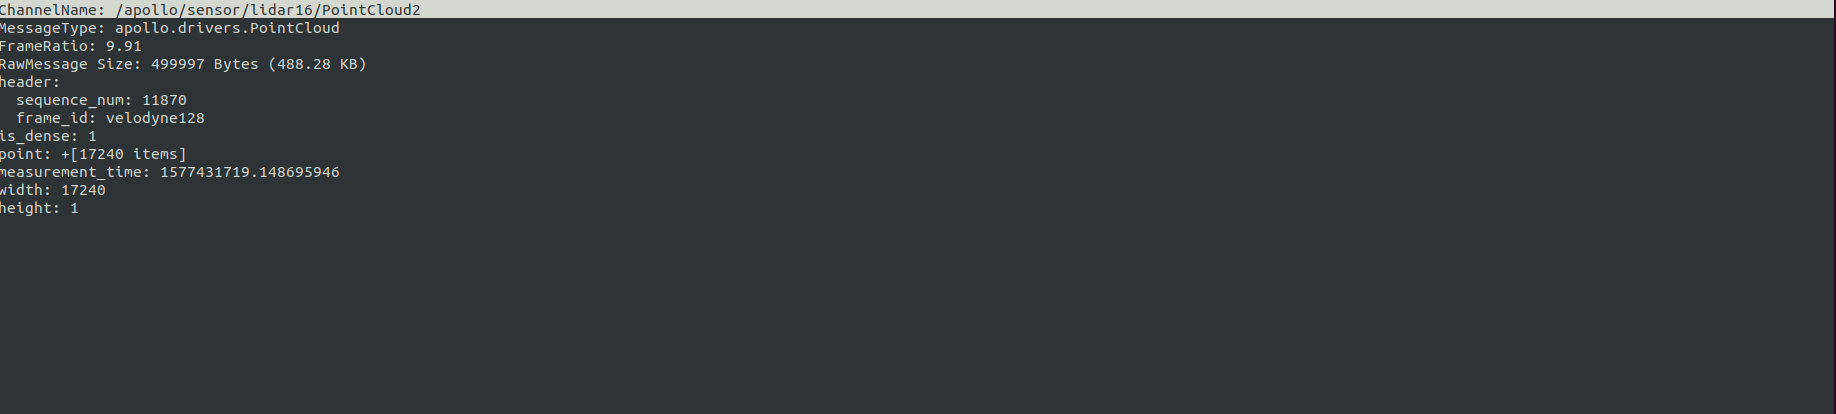 ChannelName: /apollo/sensor/lidar16/PointCloud2
MessageType: apollo.drivers.PointCloud
FrameRatio: 9.91
RawMessage Size: 499997 Bytes (488.28 KB)
header:
  sequence_num: 11870
  frame_id: velodyne128
is_dense: 1
point: +[17240 items]
measurement_time: 1577431719.148695946
width: 17240
height: 1